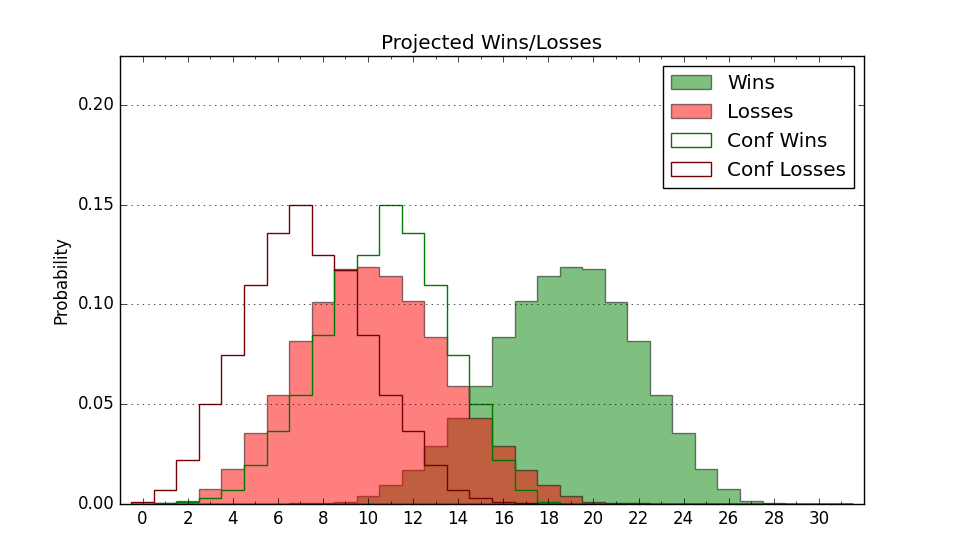 Projected Wins/Losses
Wins
Losses
Conf Wins
Conf Losses
Probability
0.20
0.15
0.10
0.05
0.00
0 2 4 6 8 10 12 14 16 18 20 22 24 26 28 30